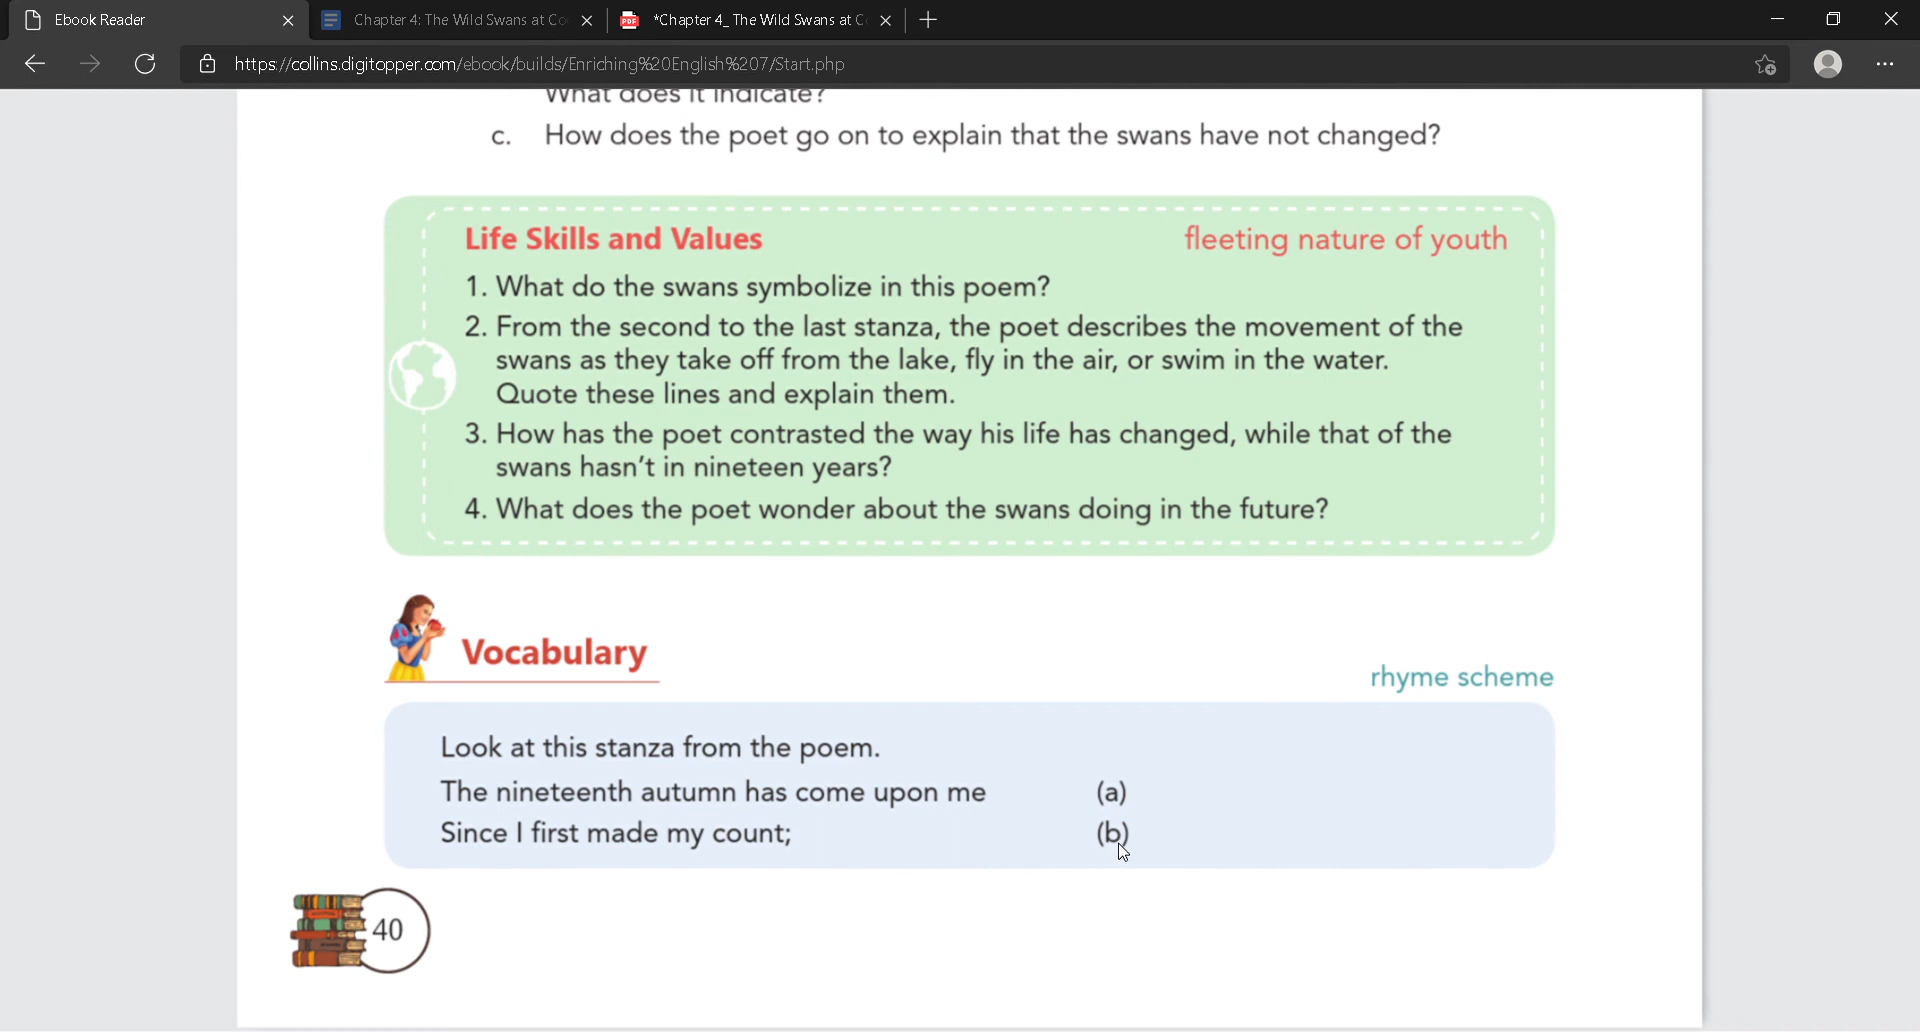 Ebook Reader
Chapter 4: The Wild Swans at Co
*Chapter 4_ The Wild Swans at C
https://collins.digitopper.com/ebook/builds/Enriching%20English%207/Start.php
What does it indicate?
c. How does the poet go on to explain that the swans have not changed?
Life Skills and Values
fleeting nature of youth
1. What do the swans symbolize in this poem?
2. From the second to the last stanza, the poet describes the movement of the
swans as they take off from the lake, fly in the air, or swim in the water.
Quote these lines and explain them.
3. How has the poet contrasted the way his life has changed, while that of the
swans hasn't in nineteen years?
4. What does the poet wonder about the swans doing in the future?
Vocabulary
rhyme scheme
Look at this stanza from the poem.
The nineteenth autumn has come upon me (a)
Since I first made my count; (b)
40